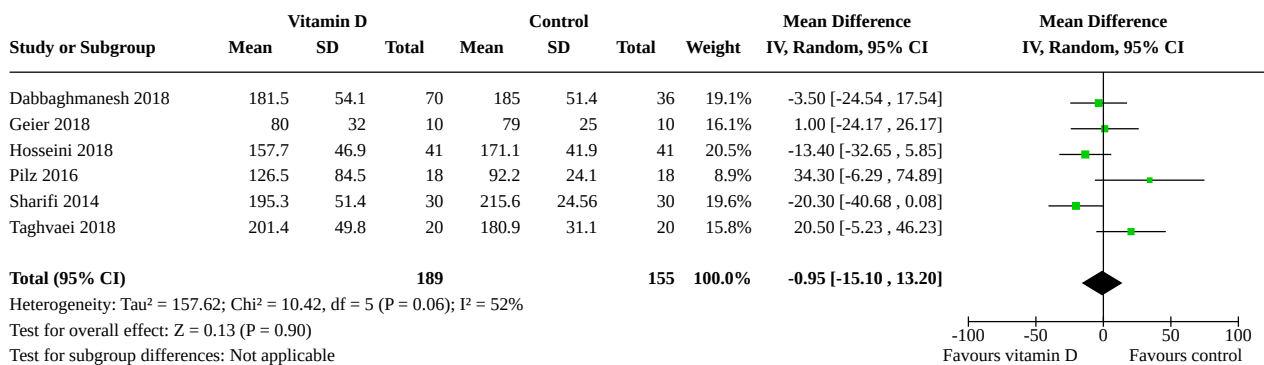 Vitamin D Control Mean Difference Mean Difference
Study or Subgroup Mean SD Total Mean SD Total Weight IV, Random, 95% CI IV, Random, 95% CI
Dabbaghmanesh 2018 181.5 54.1 70 185 51.4 36 19.1% -3.50 [-24.54 , 17.54]
Geier 2018 80 32 10 79 25 10 16.1% 1.00 [-24.17 , 26.17]
Hosseini 2018 157.7 46.9 41 171.1 41.9 41 20.5% -13.40 [-32.65 , 5.85]
Pilz 2016 126.5 84.5 18 92.2 24.1 18 8.9% 34.30 [-6.29 , 74.89]
Sharifi 2014 195.3 51.4 30 215.6 24.56 30 19.6% -20.30 [-40.68 , 0.08]
Taghvaei 2018 201.4 49.8 20 180.9 31.1 20 15.8% 20.50 [-5.23 , 46.23]
Total (95% CI) 189 155 100.0% -0.95 [-15.10 , 13.20]
Heterogeneity: Tau² = 157.62; Chi² = 10.42, df = 5 (P = 0.06); I² = 52%
Test for overall effect: Z = 0.13 (P = 0.90)
Test for subgroup differences: Not applicable
-100 -50 0 50 100
Favours vitamin D Favours control